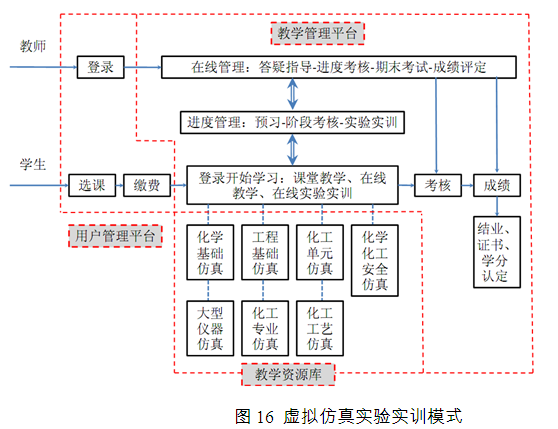 教学管理平台
教师
登录
在线管理：答疑指导-进度考核-期末考试-成绩评定
进度管理：预习-阶段考核-实验实训
学生
选课
缴费
登录开始学习：课堂教学、在线
教学、在线实验实训
考核
成绩
用户管理平台
化学
基础
仿真
工程
基础
仿真
化工
单元
仿真
化学
化工
安全
仿真
结业、
证书、
学分
认定
大型
仪器
仿真
化工
专业
仿真
化工
工艺
仿真
教学资源库
图 16 虚拟仿真实验实训模式